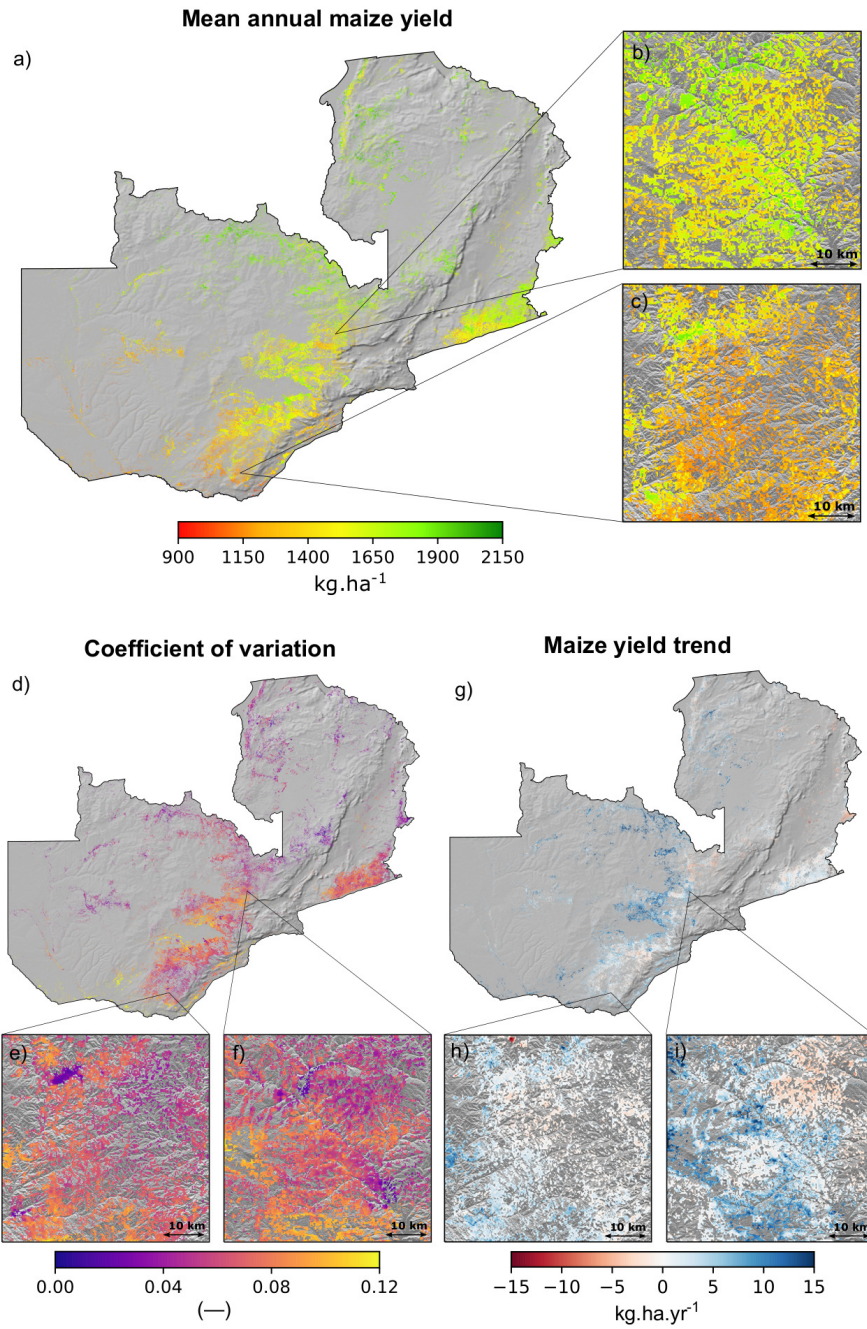 Mean annual maize yield
a)
b)
10 km
c)
10 km
900 1150 1400 1650 1900 2150
kg.ha⁻¹
Coefficient of variation
Maize yield trend
d)
g)
e)
10 km
f)
10 km
h)
10 km
i)
10 km
0.00 0.04 0.08 0.12
(—)
−15 −10 −5 0 5 10 15
kg.ha.yr⁻¹